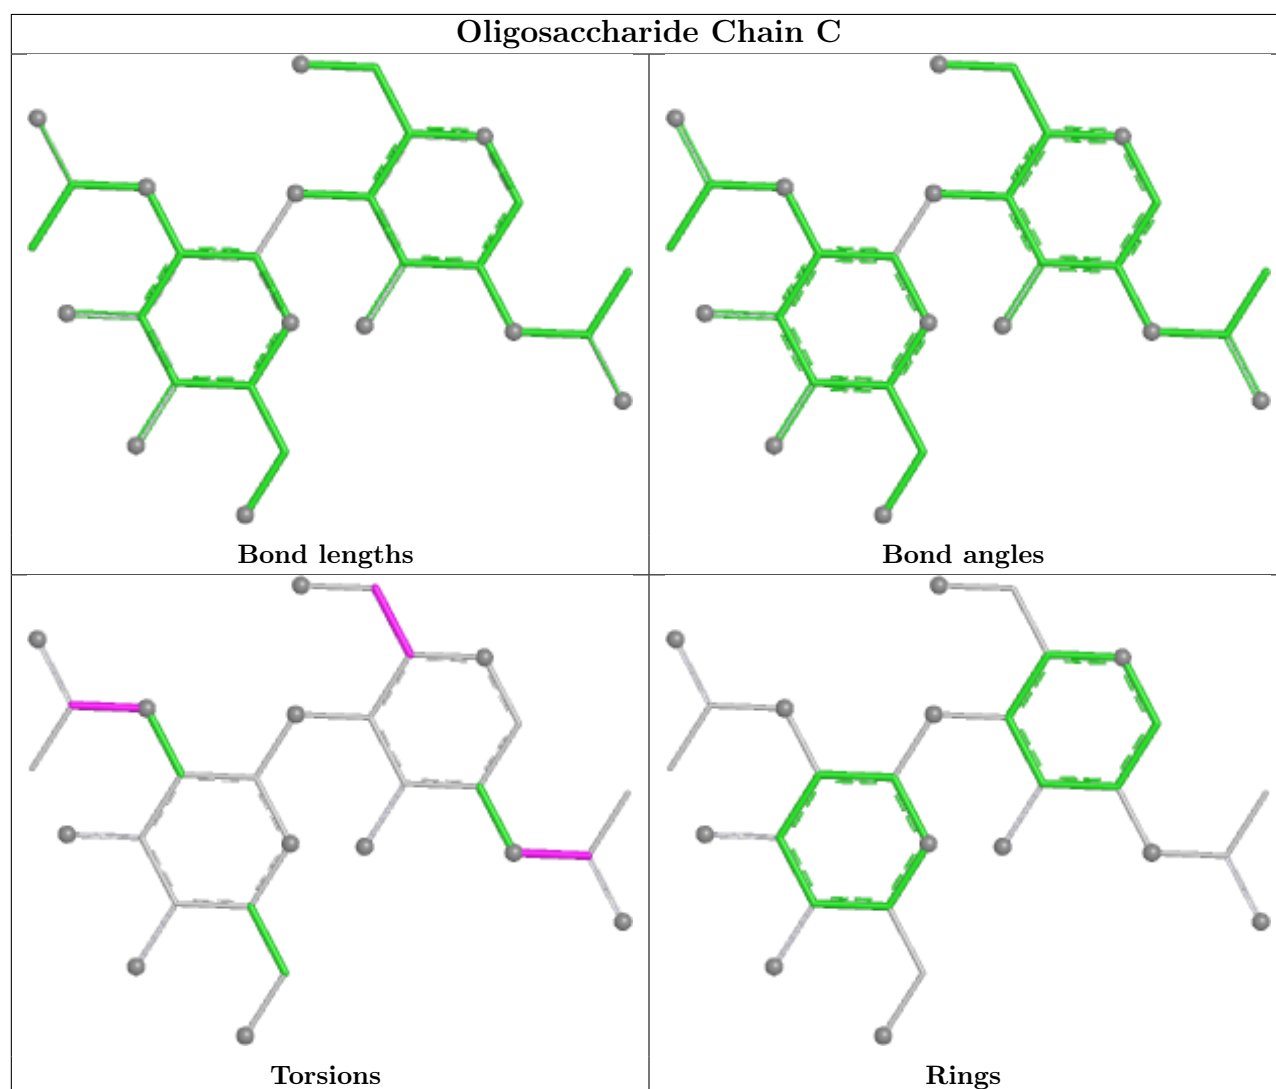 Oligosaccharide Chain C
Bond lengths
Bond angles
Torsions
Rings